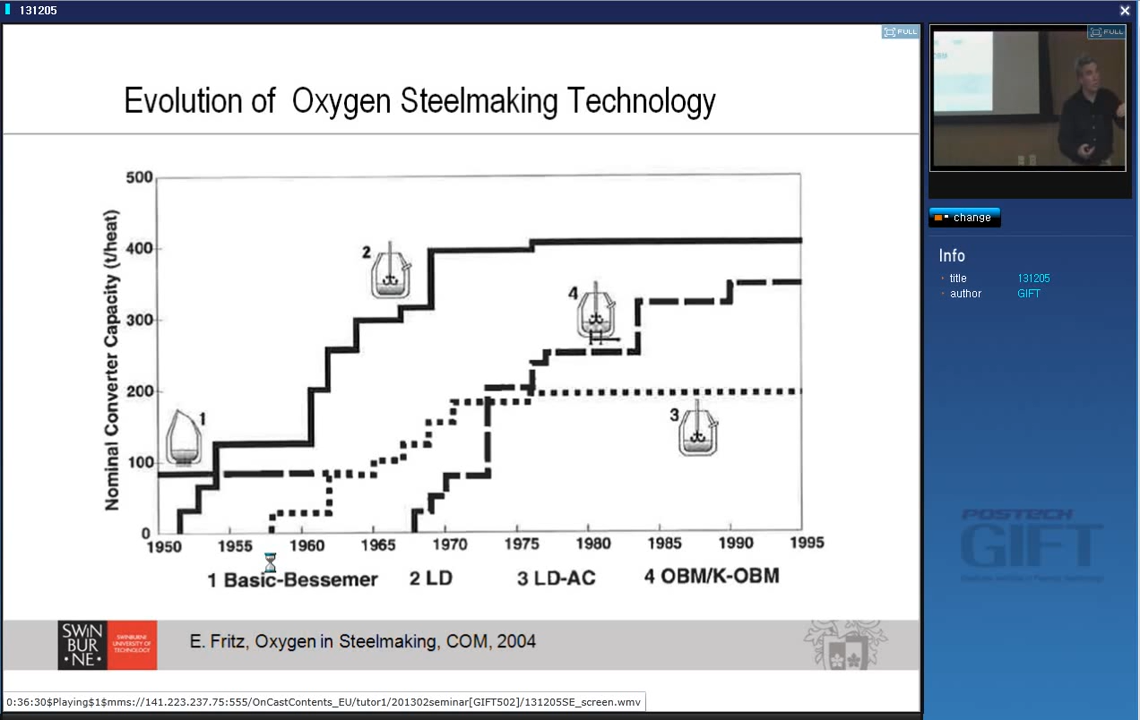 131205
FULL
FULL
Evolution of Oxygen Steelmaking Technology
Nominal Converter Capacity (t/heat)
500
400
300
200
100
0
1
2
3
4
1950 1955 1960 1965 1970 1975 1980 1985 1990 1995
1 Basic-Bessemer 2 LD 3 LD-AC 4 OBM/K-OBM
SWIN
BUR
•NE•
SWINBURNE
UNIVERSITY OF
TECHNOLOGY
E. Fritz, Oxygen in Steelmaking, COM, 2004
0:36:30$Playing$1$mms://141.223.237.75:555/OnCastContents_EU/tutor1/201302seminar[GIFT502]/131205SE_screen.wmv
change
Info
title 131205
author GIFT
POSTECH
GIFT